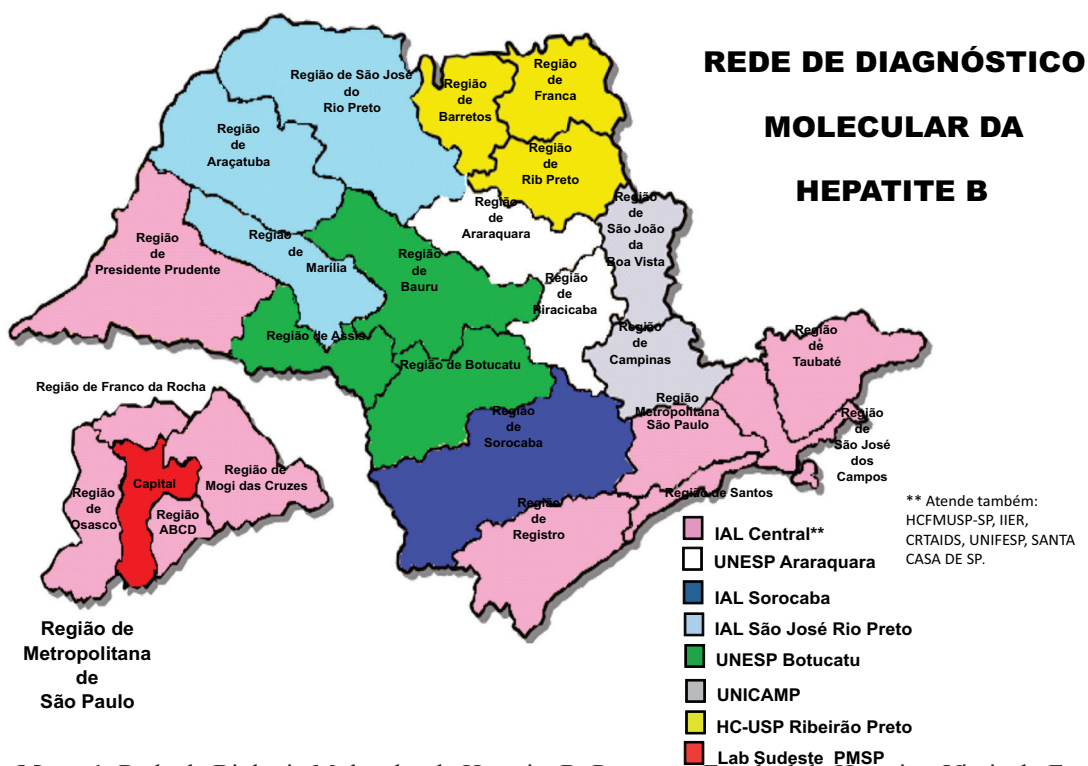 REDE DE DIAGNÓSTICO
MOLECULAR DA
HEPATITE B
Região de São José
do
Rio Preto
Região
de
Barretos
Região
de
Franca
Região
de
Araçatuba
Região
de
Rib Preto
Região
de
Araraquara
Região
de
São João
da
Boa Vista
Região
de
Presidente Prudente
Região
de
Marília
Região
de
Bauru
Região
de
Piracicaba
Região de Assis
Região de Botucatu
Região
de
Campinas
Região
de
Taubaté
Região
Metropolitana
São Paulo
Região
de
São José
dos
Campos
Região
de
Sorocaba
Região de Santos
Região
de
Registro
Região de Franco da Rocha
Região
de
Osasco
Capital
Região de
Mogi das Cruzes
Região
ABCD
Região de
Metropolitana
de
São Paulo
IAL Central**
UNESP Araraquara
IAL Sorocaba
IAL São José Rio Preto
UNESP Botucatu
UNICAMP
HC-USP Ribeirão Preto
Lab Sudeste PMSP
** Atende também:
HCFMUSP-SP, IIER,
CRTAIDS, UNIFESP, SANTA
CASA DE SP.